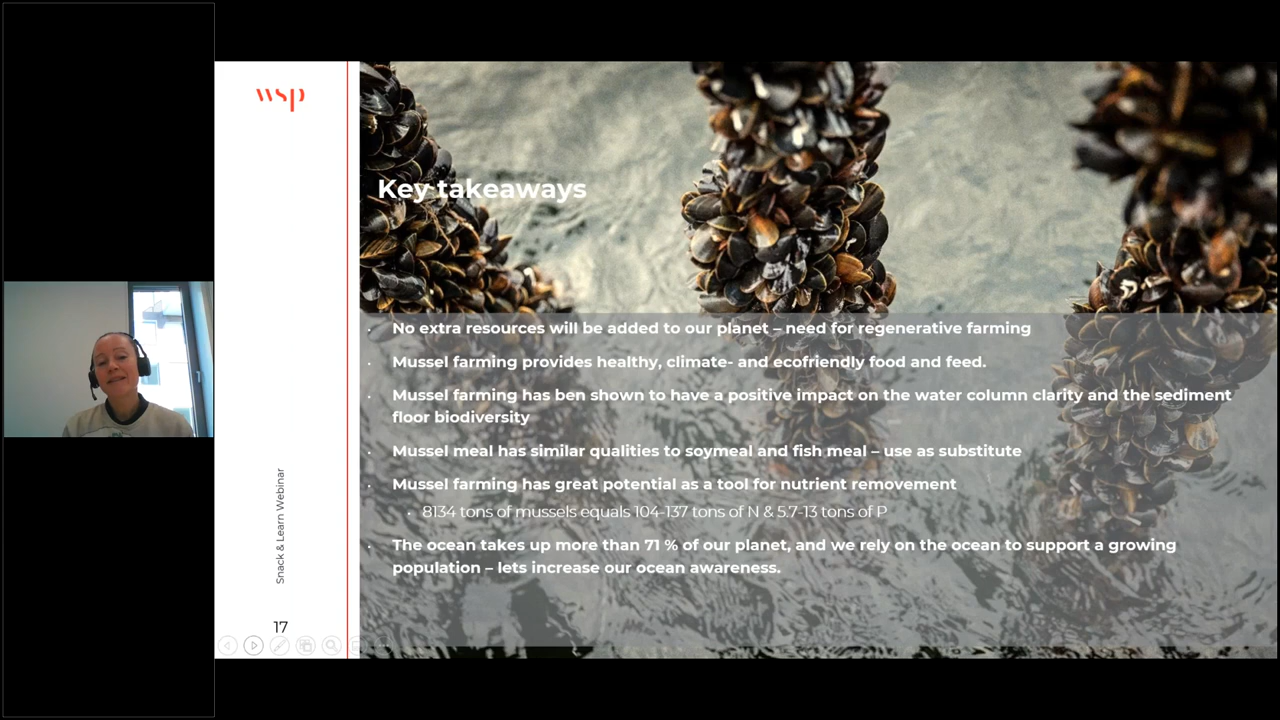 wsp
Key takeaways
No extra resources will be added to our planet – need for regenerative farming
Mussel farming provides healthy, climate- and ecofriendly food and feed.
Mussel farming has ben shown to have a positive impact on the water column clarity and the sediment
floor biodiversity
Mussel meal has similar qualities to soymeal and fish meal – use as substitute
Mussel farming has great potential as a tool for nutrient removement
8134 tons of mussels equals 104-137 tons of N & 5.7-13 tons of P
The ocean takes up more than 71 % of our planet, and we rely on the ocean to support a growing
population – lets increase our ocean awareness.
Snack & Learn Webinar
17